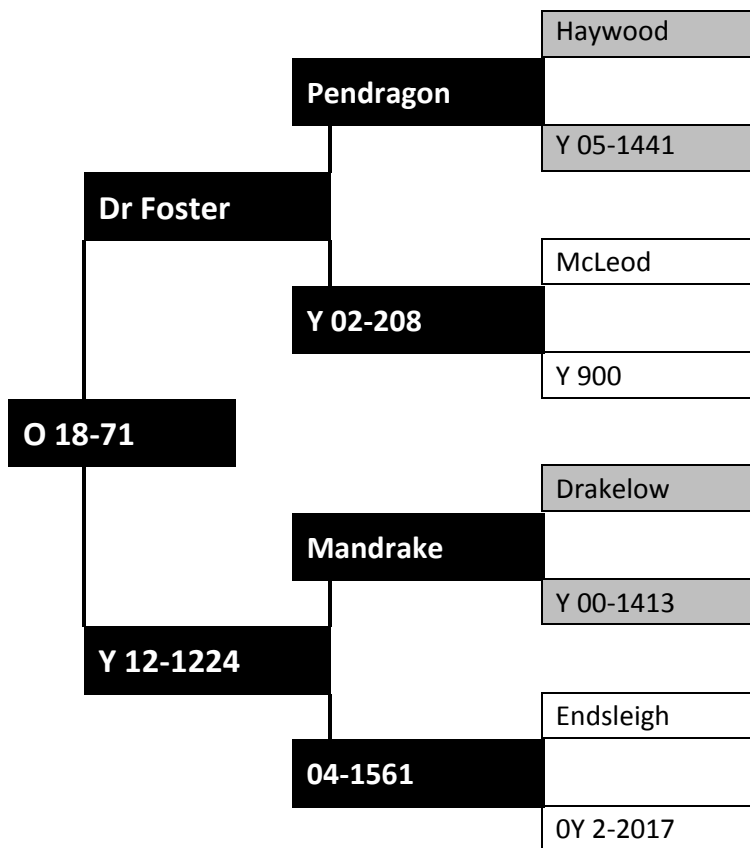 Haywood
Pendragon
Y 05-1441
Dr Foster
McLeod
Y 02-208
Y 900
O 18-71
Drakelow
Mandrake
Y 00-1413
Y 12-1224
Endsleigh
04-1561
0Y 2-2017